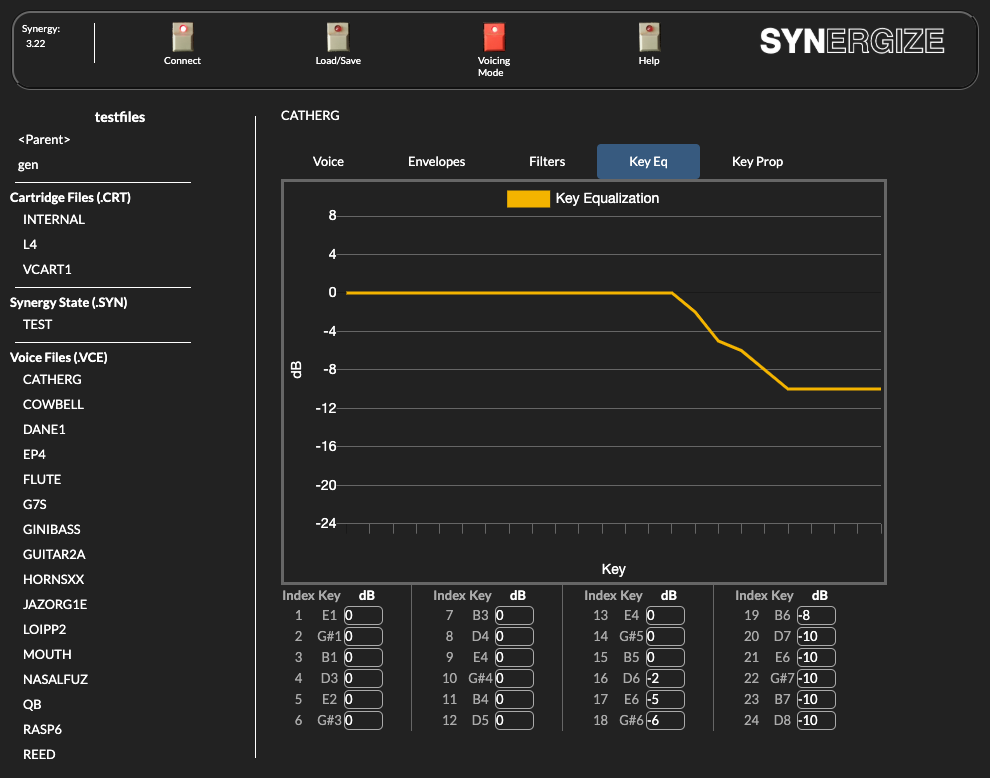 Synergy:
3.22
Connect
Load/Save
Voicing
Mode
Help
SYNERGIZE
testfiles
<Parent>
gen
Cartridge Files (.CRT)
INTERNAL
L4
VCART1
Synergy State (.SYN)
TEST
Voice Files (.VCE)
CATHERG
COWBELL
DANE1
EP4
FLUTE
G7S
GINIBASS
GUITAR2A
HORNSXX
JAZORG1E
LOIPP2
MOUTH
NASALFUZ
QB
RASP6
REED
CATHERG
Voice Envelopes Filters Key Eq Key Prop
Key Equalization
8
4
0
-4
-8
-12
-16
-20
-24
dB
Key
Index Key dB Index Key dB Index Key dB Index Key dB
1 E1 0 7 B3 0 13 E4 0 19 B6 -8
2 G#1 0 8 D4 0 14 G#5 0 20 D7 -10
3 B1 0 9 E4 0 15 B5 0 21 E6 -10
4 D3 0 10 G#4 0 16 D6 -2 22 G#7 -10
5 E2 0 11 B4 0 17 E6 -5 23 B7 -10
6 G#3 0 12 D5 0 18 G#6 -6 24 D8 -10